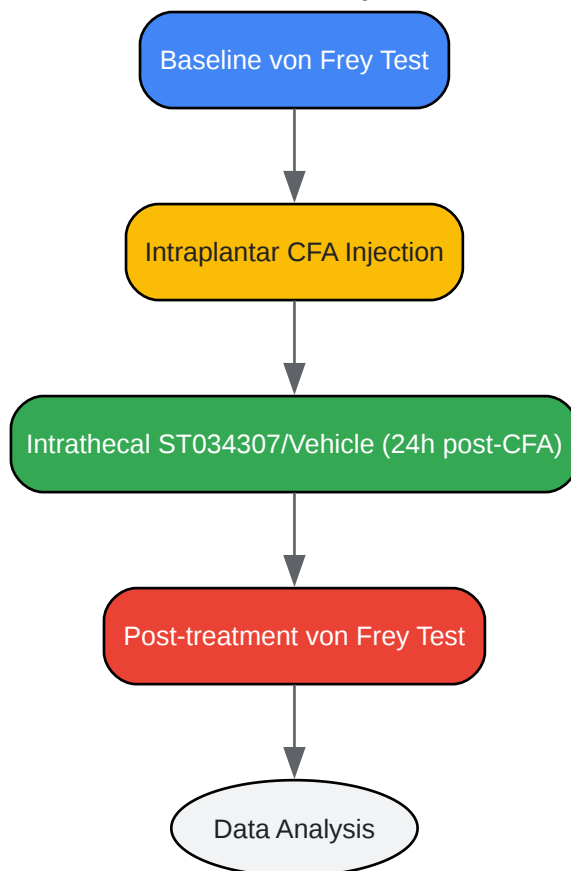 Baseline von Frey Test
Intraplantar CFA Injection
Intrathecal ST034307/Vehicle (24h post-CFA)
Post-treatment von Frey Test
Data Analysis